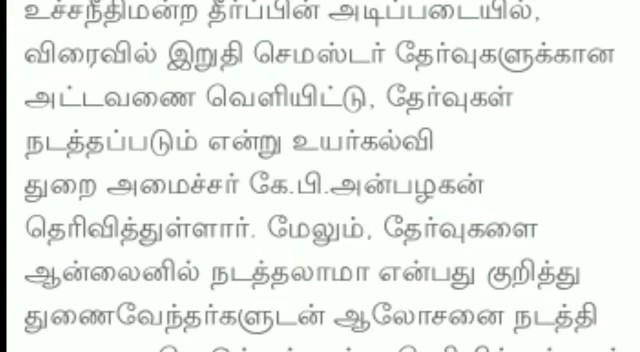 உச்சநீதிமன்ற தீர்ப்பின் அடிப்படையில்,
விரைவில் இறுதி செமஸ்டர் தேர்வுகளுக்கான
அட்டவணை வெளியிட்டு, தேர்வுகள்
நடத்தப்படும் என்று உயர்கல்வி
துறை அமைச்சர் கே.பி.அன்பழகன்
தெரிவித்துள்ளார். மேலும், தேர்வுகளை
ஆன்லைனில் நடத்தலாமா என்பது குறித்து
துணைவேந்தர்களுடன் ஆலோசனை நடத்தி